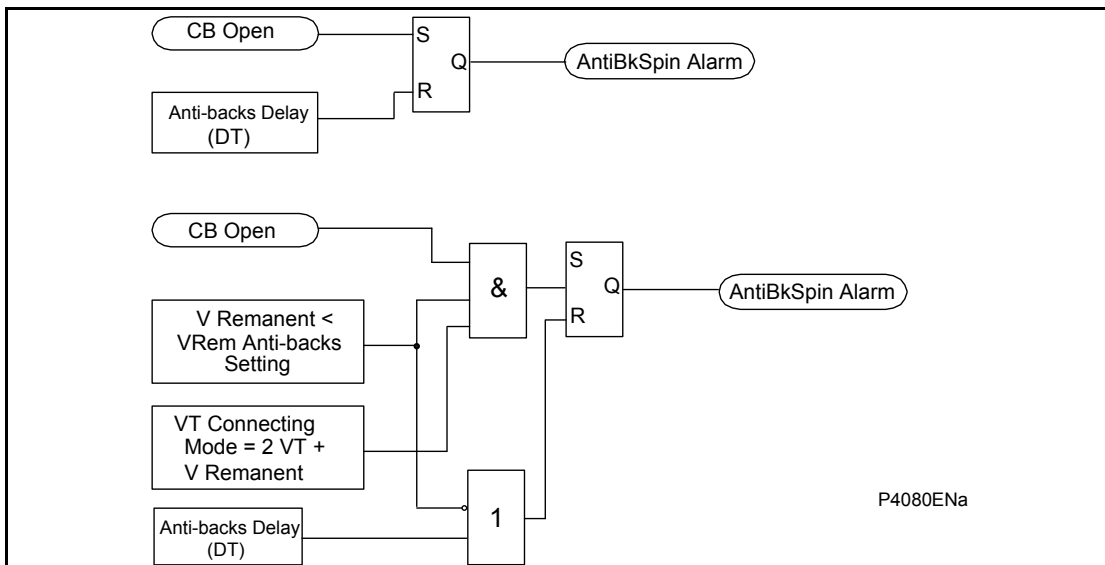 CB Open
S
Q
R
AntiBkSpin Alarm
Anti-backs Delay
(DT)
CB Open
&
S
Q
R
AntiBkSpin Alarm
V Remanent <
VRem Anti-backs
Setting
VT Connecting
Mode = 2 VT +
V Remanent
1
Anti-backs Delay
(DT)
P4080ENa